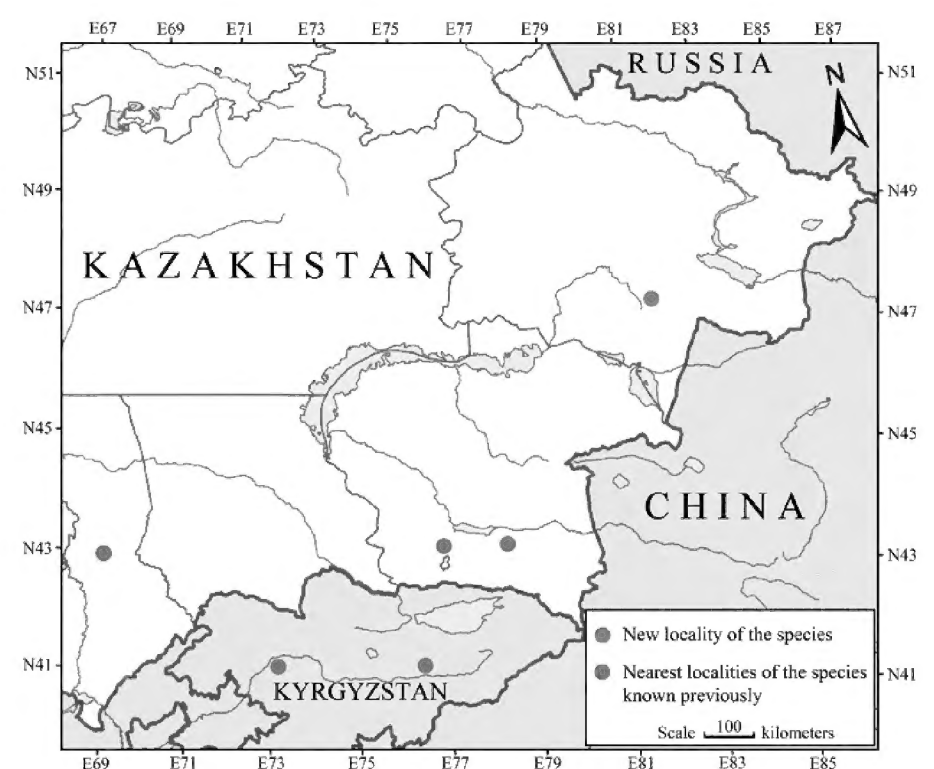 E67 E69 E71 E73 E75 E77 E79 E81 E83 E85 E87
RUSSIA
N
N51 N51
N49 N49
KAZAKHSTAN
N47 N47
N45 N45
CHINA
N43 N43
New locality of the species
N41 N41
Nearest localities of the species
known previously
KYRGYZSTAN
Scale 100 kilometers
E69 E71 E73 E75 E77 E79 E81 E83 E85